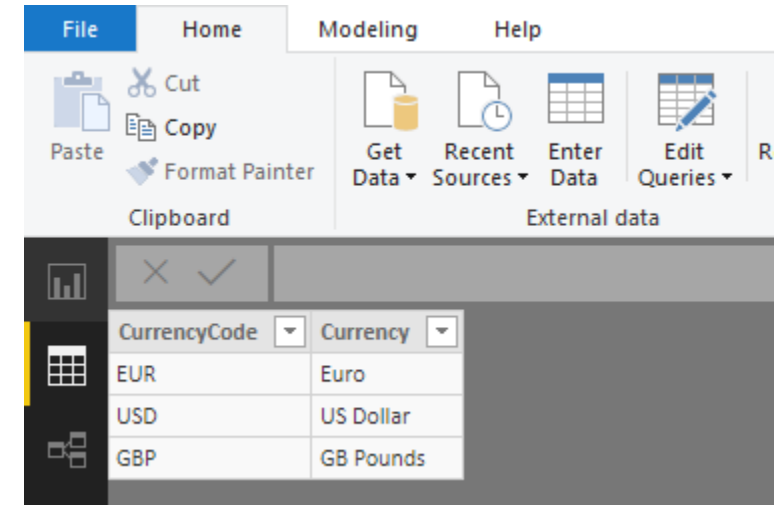 File Home Modeling Help
Cut
Copy
Format Painter
Paste
Get Data
Recent Sources
Enter Data
Edit Queries
R
Clipboard External data
CurrencyCode Currency
EUR Euro
USD US Dollar
GBP GB Pounds